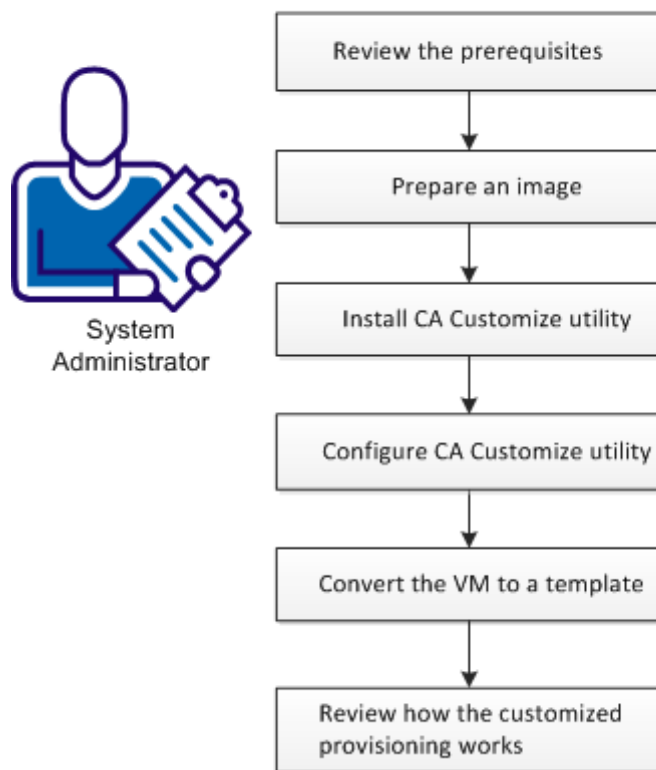 Review the prerequisites
Prepare an image
Install CA Customize utility
System
Administrator
Configure CA Customize utility
Convert the VM to a template
Review how the customized
provisioning works